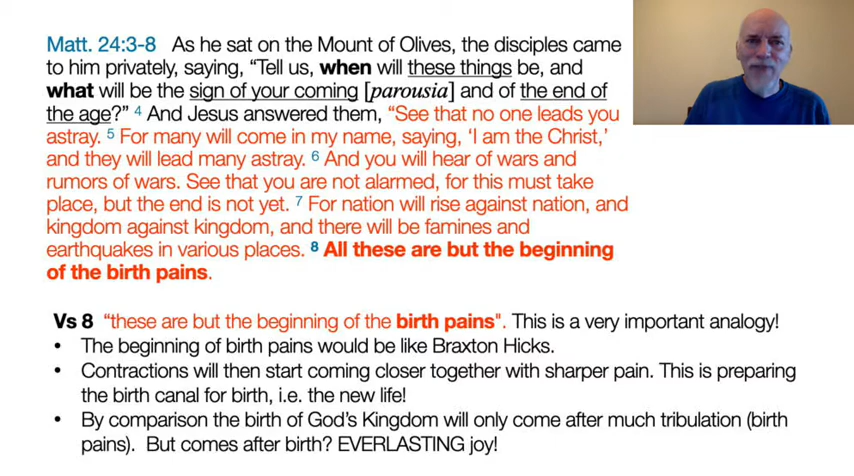 Matt. 24:3-8 As he sat on the Mount of Olives, the disciples came
to him privately, saying, “Tell us, when will these things be, and
what will be the sign of your coming [parousia] and of the end of
the age?” 4 And Jesus answered them, “See that no one leads you
astray. 5 For many will come in my name, saying, ‘I am the Christ,’
and they will lead many astray. 6 And you will hear of wars and
rumors of wars. See that you are not alarmed, for this must take
place, but the end is not yet. 7 For nation will rise against nation, and
kingdom against kingdom, and there will be famines and
earthquakes in various places. 8 All these are but the beginning
of the birth pains.
Vs 8 “these are but the beginning of the birth pains". This is a very important analogy!
• The beginning of birth pains would be like Braxton Hicks.
• Contractions will then start coming closer together with sharper pain. This is preparing
the birth canal for birth, i.e. the new life!
• By comparison the birth of God’s Kingdom will only come after much tribulation (birth
pains). But comes after birth? EVERLASTING joy!